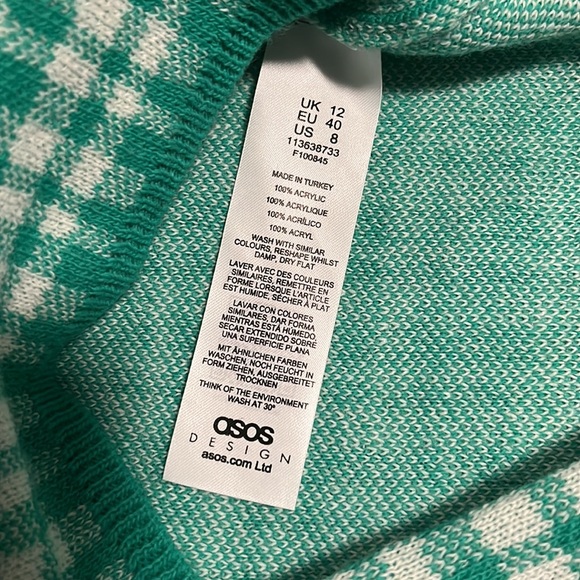 UK 12
EU 40
US 8
113638733
F100845
MADE IN TURKEY
100% ACRYLIC
100% ACRYLIQUE
100% ACRÍLICO
100% ACRYL
WASH WITH SIMILAR
COLOURS, RESHAPE WHILST
DAMP, DRY FLAT
LAVER AVEC DES COULEURS
SIMILAIRES, REMETTRE EN
FORME LORSQUE L'ARTICLE
EST HUMIDE, SÉCHER À PLAT
LAVAR CON COLORES
SIMILARES, DAR FORMA
MIENTRAS ESTÁ HÚMEDO,
SECAR EXTENDIDO SOBRE
UNA SUPERFICIE PLANA
MIT ÄHNLICHEN FARBEN
WASCHEN, NOCH FEUCHT IN
FORM ZIEHEN, AUSGEBREITET
TROCKNEN
THINK OF THE ENVIRONMENT
WASH AT 30°
asos
DESIGN
asos.com Ltd